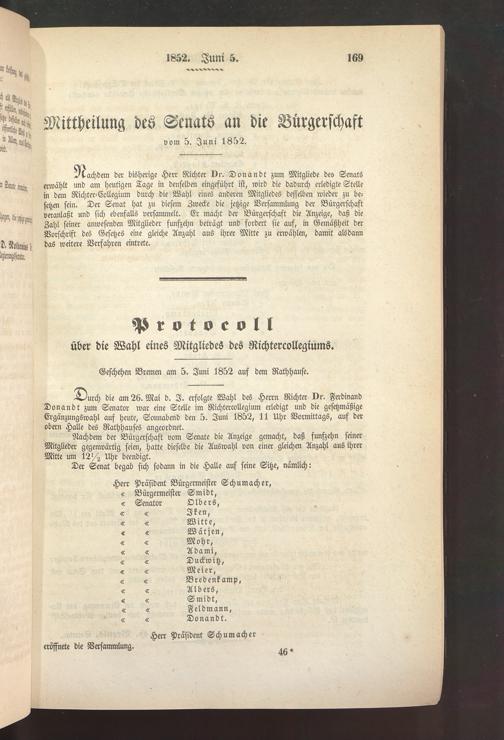 1852. Juni 5. 169
Mittheilung des Senats an die Bürgerschaft
vom 5. Juni 1852.
Nachdem der bisherige Herr Richter Dr. Donandt zum Mitgliede des Senats
erwählt und am heutigen Tage in denselben eingeführt ist, wird die dadurch erledigte Stelle
in dem Richter-Collegium durch die Wahl eines anderen Mitgliedes desselben wieder zu be-
setzen sein. Der Senat hat zu diesem Zwecke die jetzige Versammlung der Bürgerschaft
veranlaßt und sich ebenfalls versammelt. Er macht der Bürgerschaft die Anzeige, daß die
Zahl seiner anwesenden Mitglieder funfzehn beträgt und fordert sie auf, in Gemäßheit der
Vorschrift des Gesetzes eine gleiche Anzahl aus ihrer Mitte zu erwählen, damit alsdann
das weitere Verfahren eintrete.
Protocoll
über die Wahl eines Mitgliedes des Richtercollegiums.
Geschehen Bremen am 5. Juni 1852 auf dem Rathhause.
Durch die am 26. Mai d. J. erfolgte Wahl des Herrn Richter Dr. Ferdinand
Donandt zum Senator war eine Stelle im Richtercollegium erledigt und die gesetzmäßige
Ergänzungswahl auf heute, Sonnabend den 5. Juni 1852, 11 Uhr Vormittags, auf der
obern Halle des Rathhauses angeordnet.
Nachdem der Bürgerschaft vom Senate die Anzeige gemacht, daß funfzehn seiner
Mitglieder gegenwärtig seien, hatte dieselbe die Auswahl von einer gleichen Anzahl aus ihrer
Mitte um 12½ Uhr beendigt.
Der Senat begab sich sodann in die Halle auf seine Sitze, nämlich:
Herr Präsident Bürgermeister Schumacher,
« Bürgermeister Smidt,
« Senator Olbers,
« « Iken,
« « Witte,
« « Wätjen,
« « Mohr,
« « Adami,
« « Duckwitz,
« « Meier,
« « Bredenkamp,
« « Albers,
« « Smidt,
« « Feldmann,
« « Donandt.
Herr Präsident Schumacher
eröffnete die Versammlung.
46*